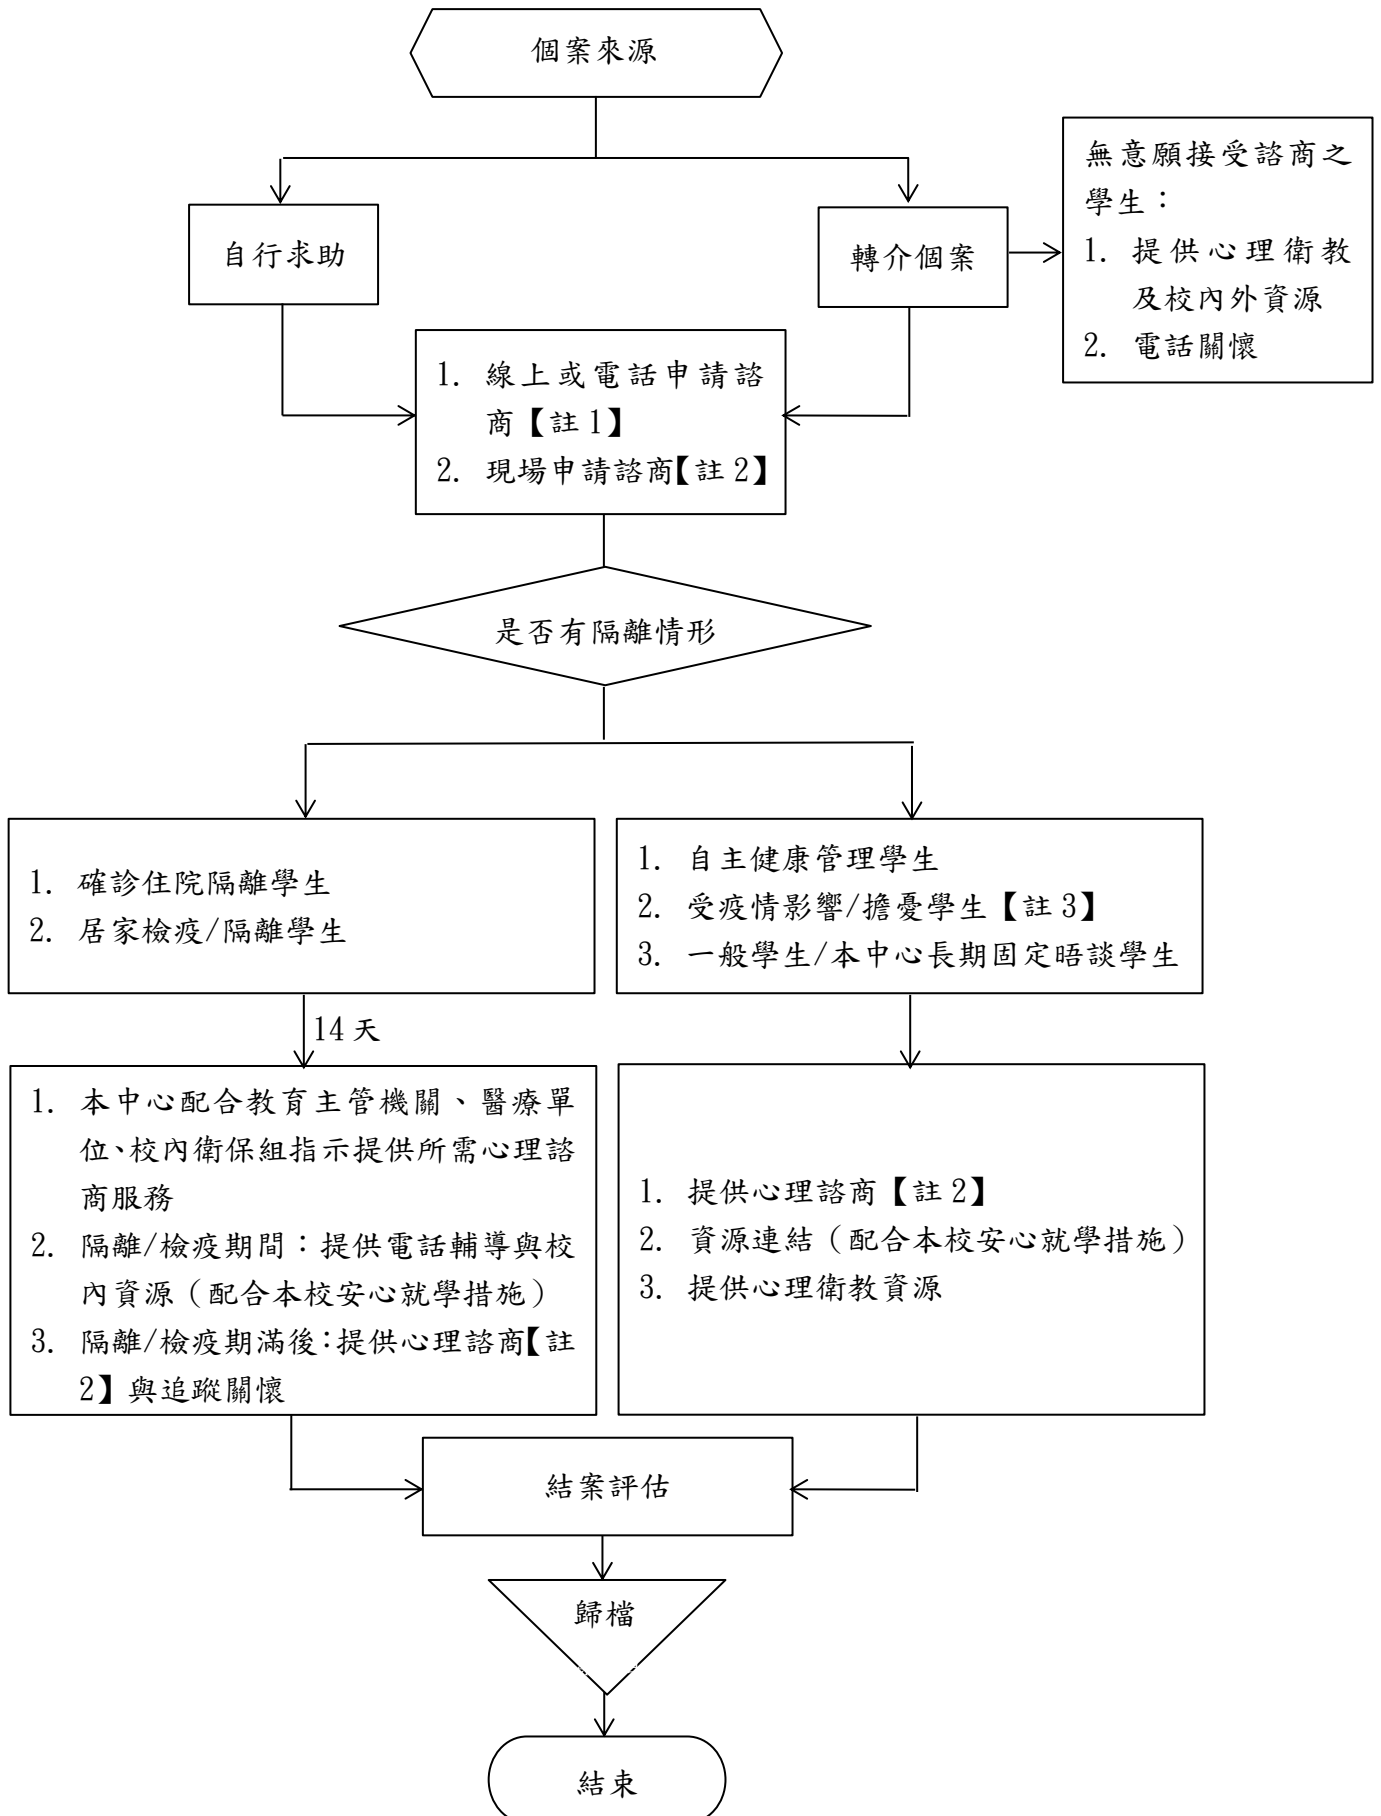 個案來源
無意願接受諮商之
學生：
1. 提供心理衛教
及校內外資源
2. 電話關懷
自行求助
轉介個案
1. 線上或電話申請諮
商【註 1】
2. 現場申請諮商【註 2】
是否有隔離情形
1. 確診住院隔離學生
2. 居家檢疫/隔離學生
1. 自主健康管理學生
2. 受疫情影響/擔憂學生【註 3】
3. 一般學生/本中心長期固定晤談學生
14 天
1. 本中心配合教育主管機關、醫療單
位、校內衛保組指示提供所需心理諮
商服務
2. 隔離/檢疫期間：提供電話輔導與校
內資源（配合本校安心就學措施）
3. 隔離/檢疫期滿後：提供心理諮商【註
2】與追蹤關懷
1. 提供心理諮商【註 2】
2. 資源連結（配合本校安心就學措施）
3. 提供心理衛教資源
結案評估
歸檔
結束